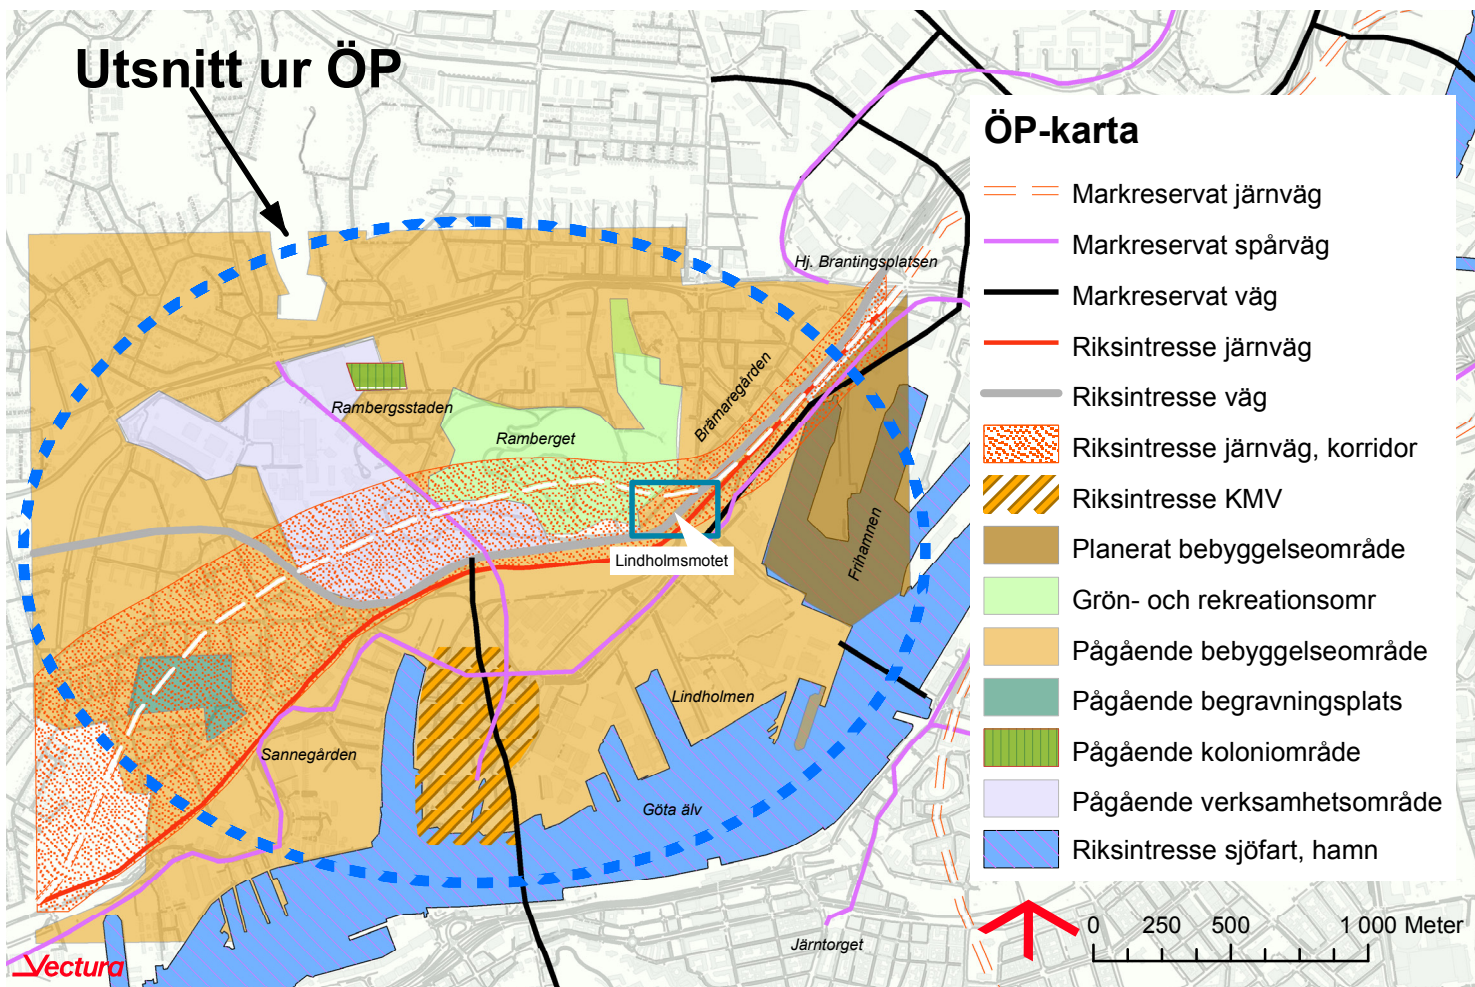 Utsnitt ur ÖP
ÖP-karta
Markreservat järnväg
Markreservat spårväg
Markreservat väg
Riksintresse järnväg
Riksintresse väg
Riksintresse järnväg, korridor
Riksintresse KMV
Planerat bebyggelseområde
Grön- och rekreationsomr
Pågående bebyggelseområde
Pågående begravningsplats
Pågående koloniområde
Pågående verksamhetsområde
Riksintresse sjöfart, hamn
0 250 500 1 000 Meter
Hj. Brantingsplatsen
Brämaregården
Rambergsstaden
Ramberget
Frihamnen
Lindholmsmotet
Lindholmen
Sannegården
Göta älv
Järntorget
Vectura